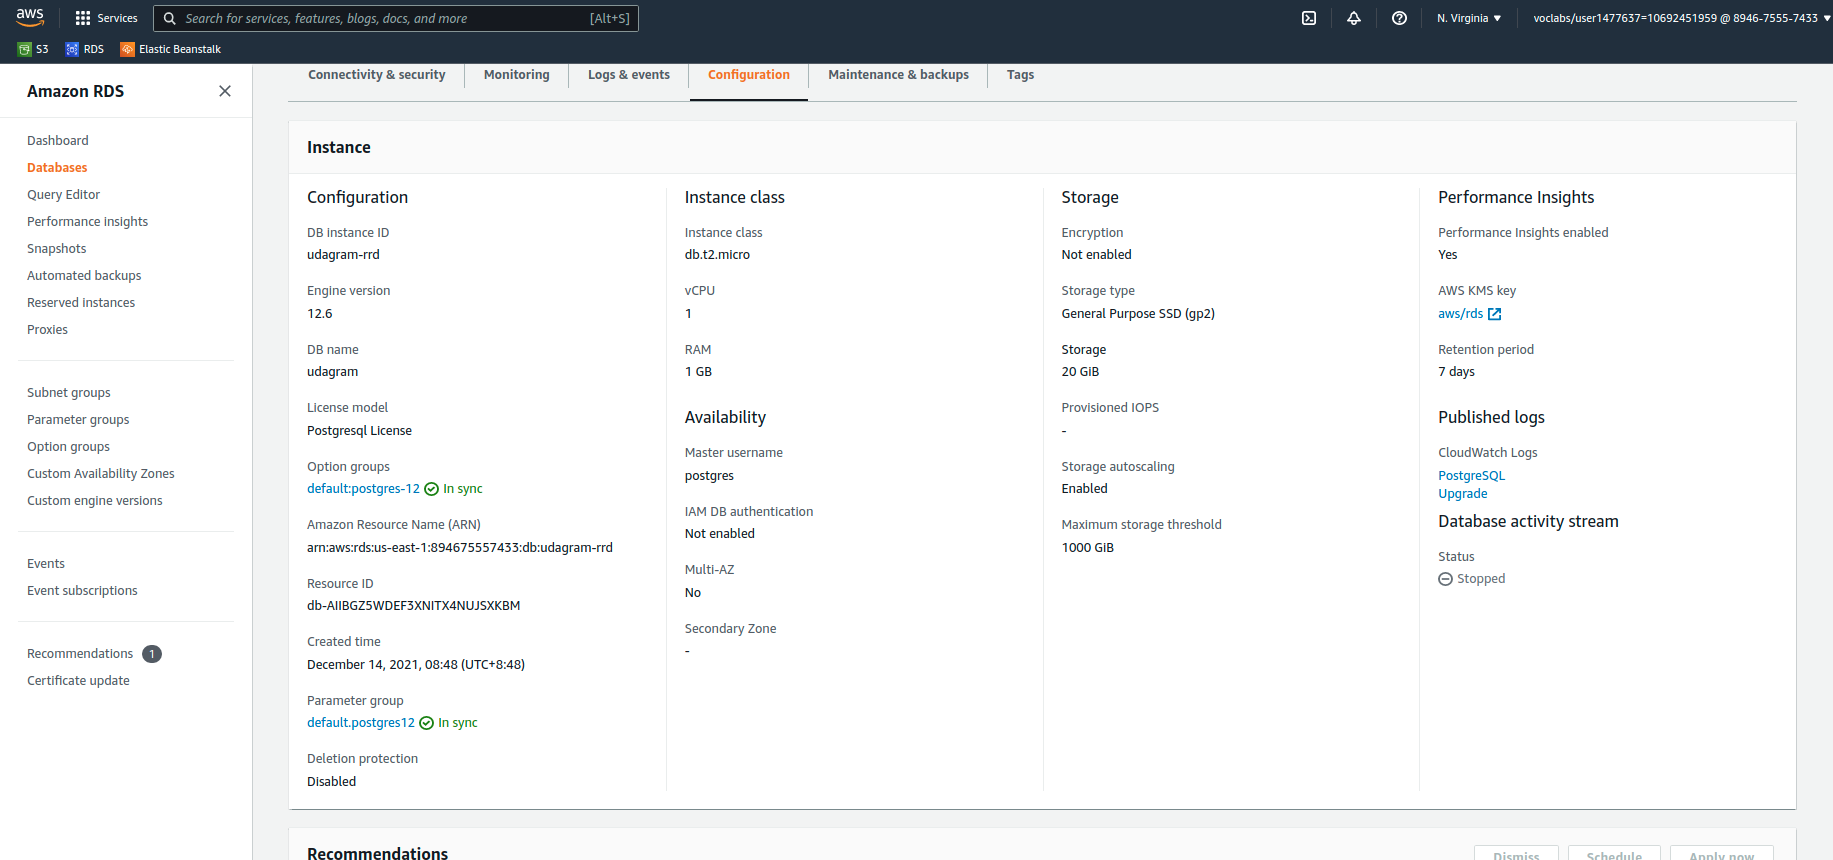 aws
Services
Search for services, features, blogs, docs, and more
[Alt+S]
N. Virginia
voclabs/user1477637=10692451959 @ 8946-7555-7433
S3
RDS
Elastic Beanstalk
Amazon RDS
Dashboard
Databases
Query Editor
Performance insights
Snapshots
Automated backups
Reserved instances
Proxies
Subnet groups
Parameter groups
Option groups
Custom Availability Zones
Custom engine versions
Events
Event subscriptions
Recommendations 1
Certificate update
Connectivity & security
Monitoring
Logs & events
Configuration
Maintenance & backups
Tags
Instance
Configuration
DB instance ID
udagram-rrd
Engine version
12.6
DB name
udagram
License model
Postgresql License
Option groups
default:postgres-12 In sync
Amazon Resource Name (ARN)
arn:aws:rds:us-east-1:894675557433:db:udagram-rrd
Resource ID
db-AIIBGZ5WDEF3XNITX4NUJSXKBM
Created time
December 14, 2021, 08:48 (UTC+8:48)
Parameter group
default.postgres12 In sync
Deletion protection
Disabled
Instance class
Instance class
db.t2.micro
vCPU
1
RAM
1 GB
Availability
Master username
postgres
IAM DB authentication
Not enabled
Multi-AZ
No
Secondary Zone
-
Storage
Encryption
Not enabled
Storage type
General Purpose SSD (gp2)
Storage
20 GiB
Provisioned IOPS
-
Storage autoscaling
Enabled
Maximum storage threshold
1000 GiB
Performance Insights
Performance Insights enabled
Yes
AWS KMS key
aws/rds
Retention period
7 days
Published logs
CloudWatch Logs
PostgreSQL
Upgrade
Database activity stream
Status
Stopped
Recommendations
Dismiss
Schedule
Apply now